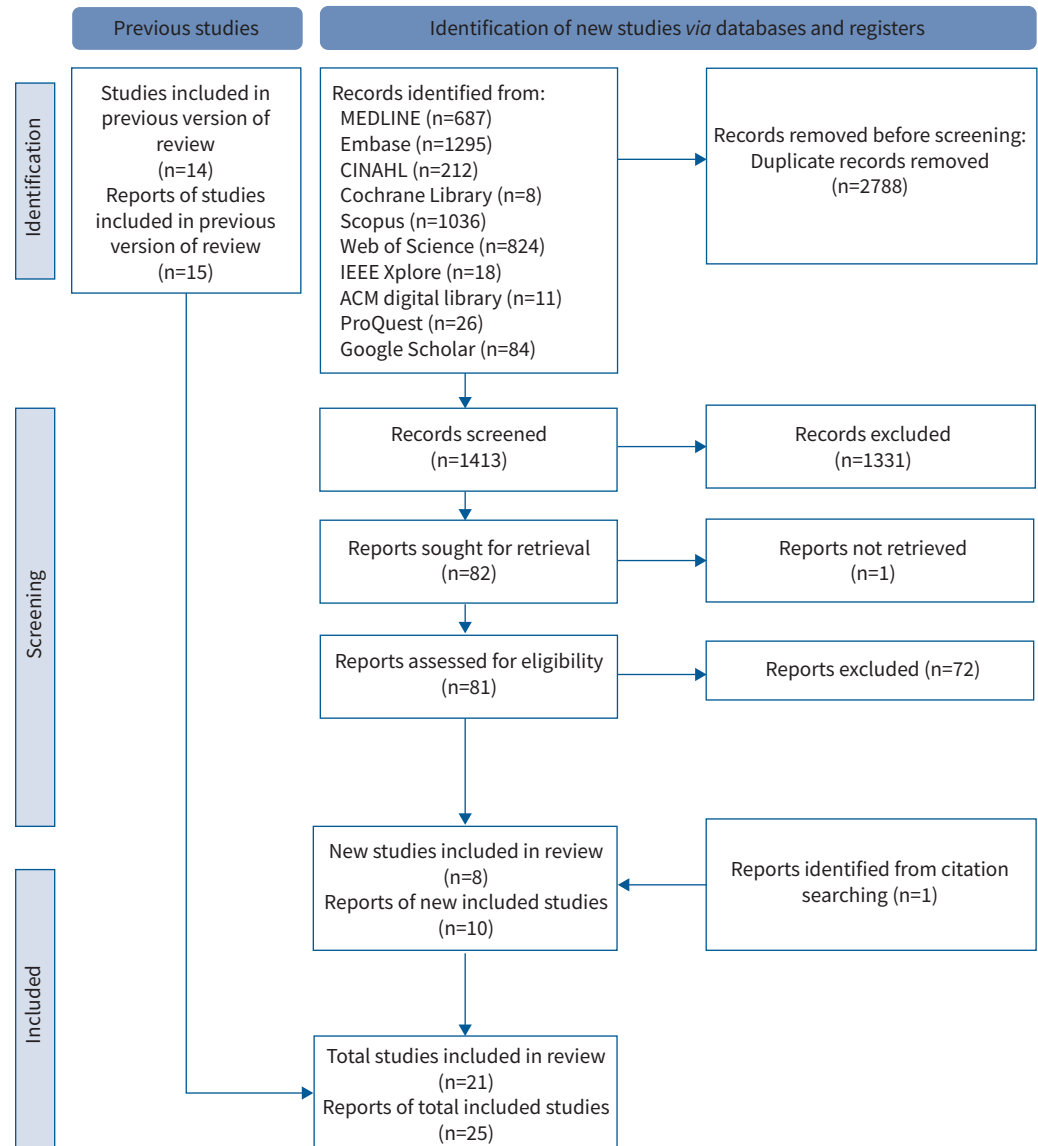 Previous studies
Identification of new studies via databases and registers
Identification
Studies included in
previous version of
review
(n=14)
Reports of studies
included in previous
version of review
(n=15)
Records identified from:
MEDLINE (n=687)
Embase (n=1295)
CINAHL (n=212)
Cochrane Library (n=8)
Scopus (n=1036)
Web of Science (n=824)
IEEE Xplore (n=18)
ACM digital library (n=11)
ProQuest (n=26)
Google Scholar (n=84)
Records removed before screening:
Duplicate records removed
(n=2788)
Screening
Records screened
(n=1413)
Records excluded
(n=1331)
Reports sought for retrieval
(n=82)
Reports not retrieved
(n=1)
Reports assessed for eligibility
(n=81)
Reports excluded (n=72)
Included
New studies included in review
(n=8)
Reports of new included studies
(n=10)
Reports identified from citation
searching (n=1)
Total studies included in review
(n=21)
Reports of total included studies
(n=25)